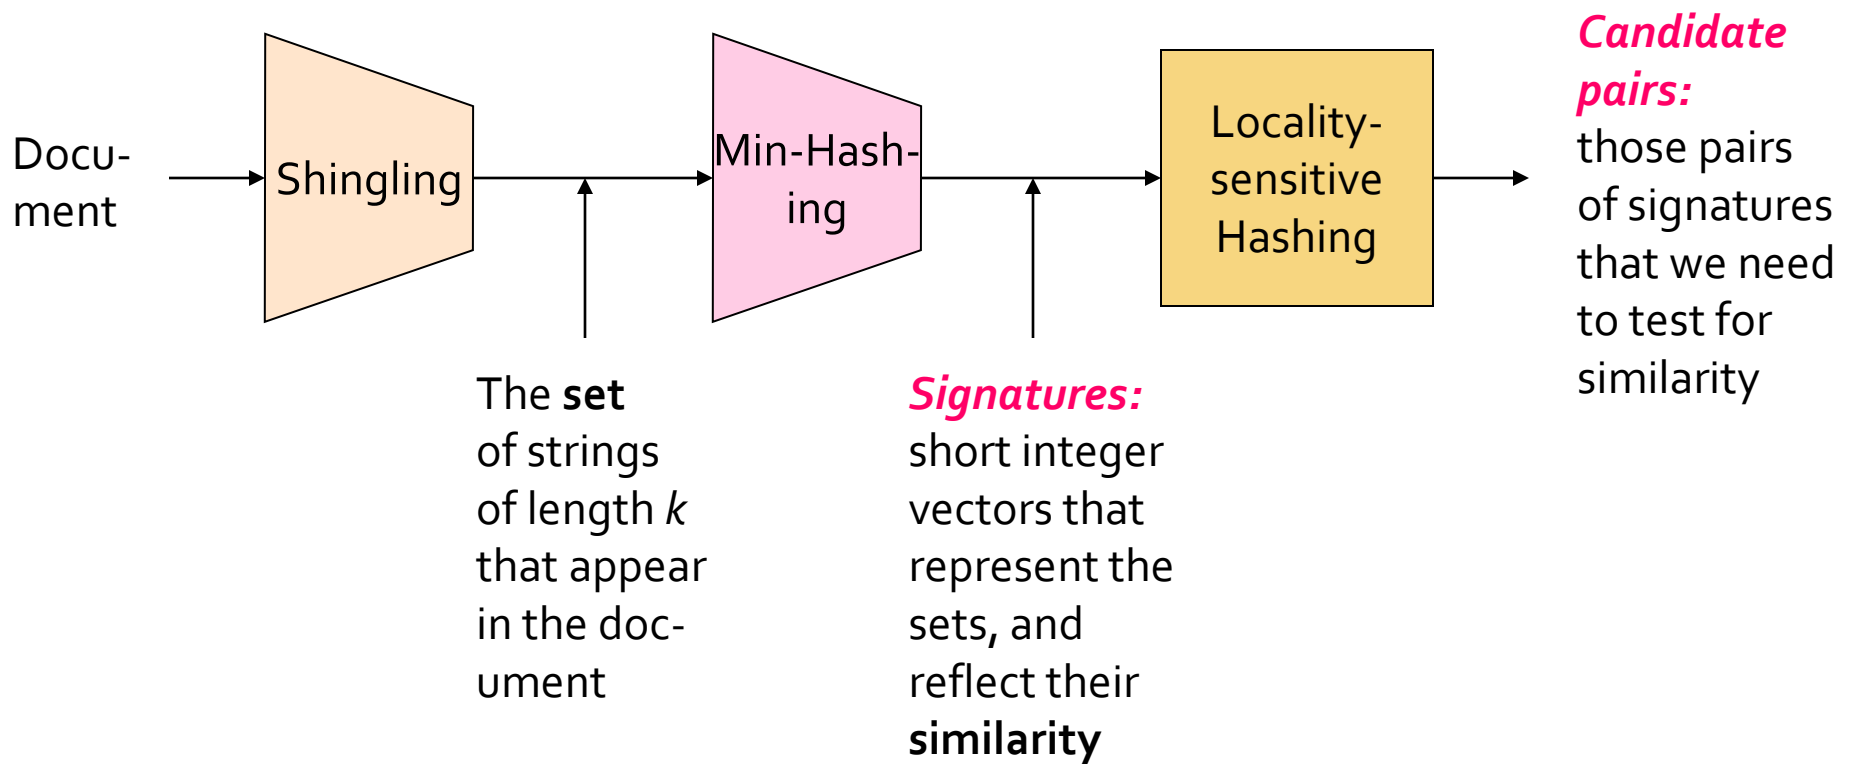 Docu-
ment
Shingling
The set
of strings
of length k
that appear
in the doc-
ument
Min-Hash-
ing
Signatures:
short integer
vectors that
represent the
sets, and
reflect their
similarity
Locality-
sensitive
Hashing
Candidate
pairs:
those pairs
of signatures
that we need
to test for
similarity